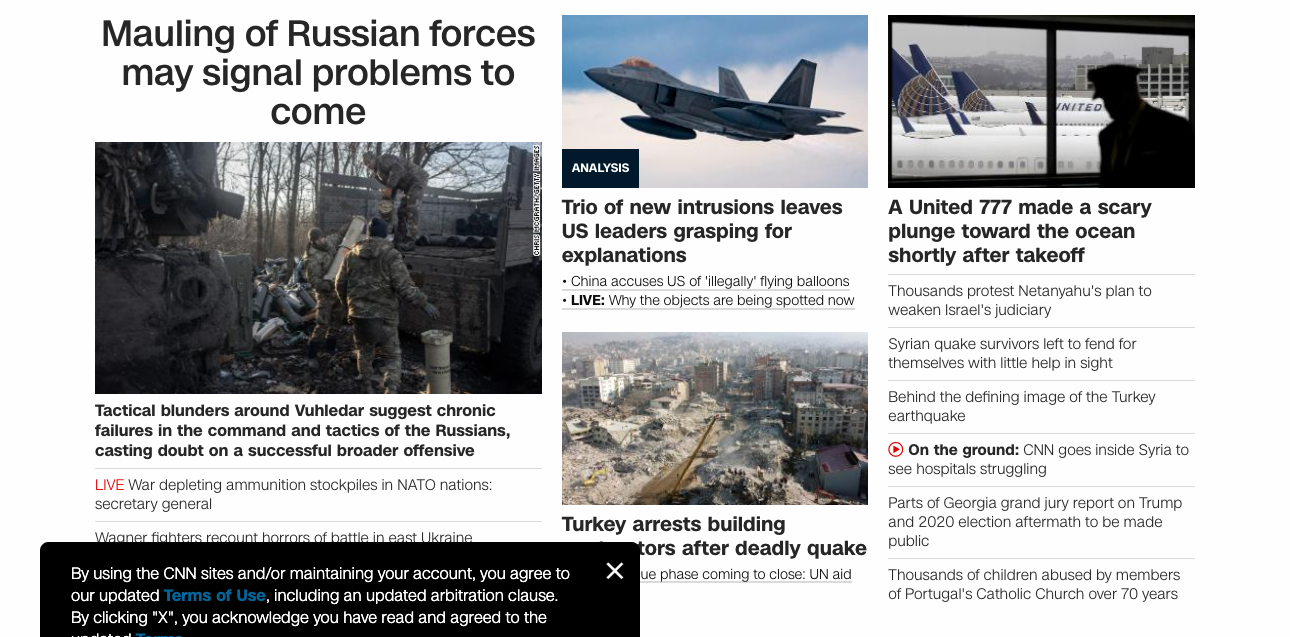 Mauling of Russian forces
may signal problems to
come
CHRIS MCGRATH/GETTY IMAGES
Tactical blunders around Vuhledar suggest chronic
failures in the command and tactics of the Russians,
casting doubt on a successful broader offensive
LIVE War depleting ammunition stockpiles in NATO nations:
secretary general
Wagner fighters recount horrors of battle in east Ukraine
ANALYSIS
Trio of new intrusions leaves
US leaders grasping for
explanations
• China accuses US of 'illegally' flying balloons
• LIVE: Why the objects are being spotted now
Turkey arrests building
tors after deadly quake
ue phase coming to close: UN aid
UNITED
A United 777 made a scary
plunge toward the ocean
shortly after takeoff
Thousands protest Netanyahu's plan to
weaken Israel's judiciary
Syrian quake survivors left to fend for
themselves with little help in sight
Behind the defining image of the Turkey
earthquake
On the ground: CNN goes inside Syria to
see hospitals struggling
Parts of Georgia grand jury report on Trump
and 2020 election aftermath to be made
public
Thousands of children abused by members
of Portugal's Catholic Church over 70 years
By using the CNN sites and/or maintaining your account, you agree to
our updated Terms of Use, including an updated arbitration clause.
By clicking "X", you acknowledge you have read and agreed to the
updated Terms.